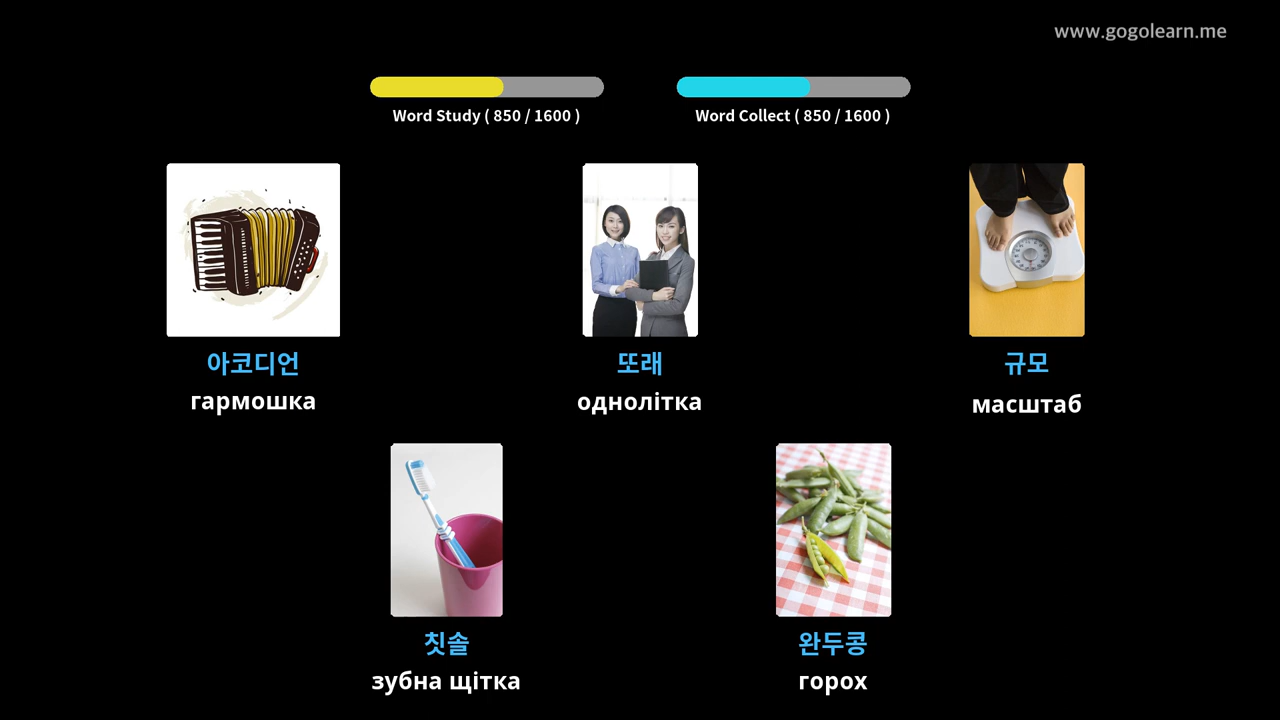 www.gogolearn.me
Word Study ( 850 / 1600 )
Word Collect ( 850 / 1600 )
아코디언
гармошка
또래
однолітка
규모
масштаб
칫솔
зубна щітка
완두콩
горох